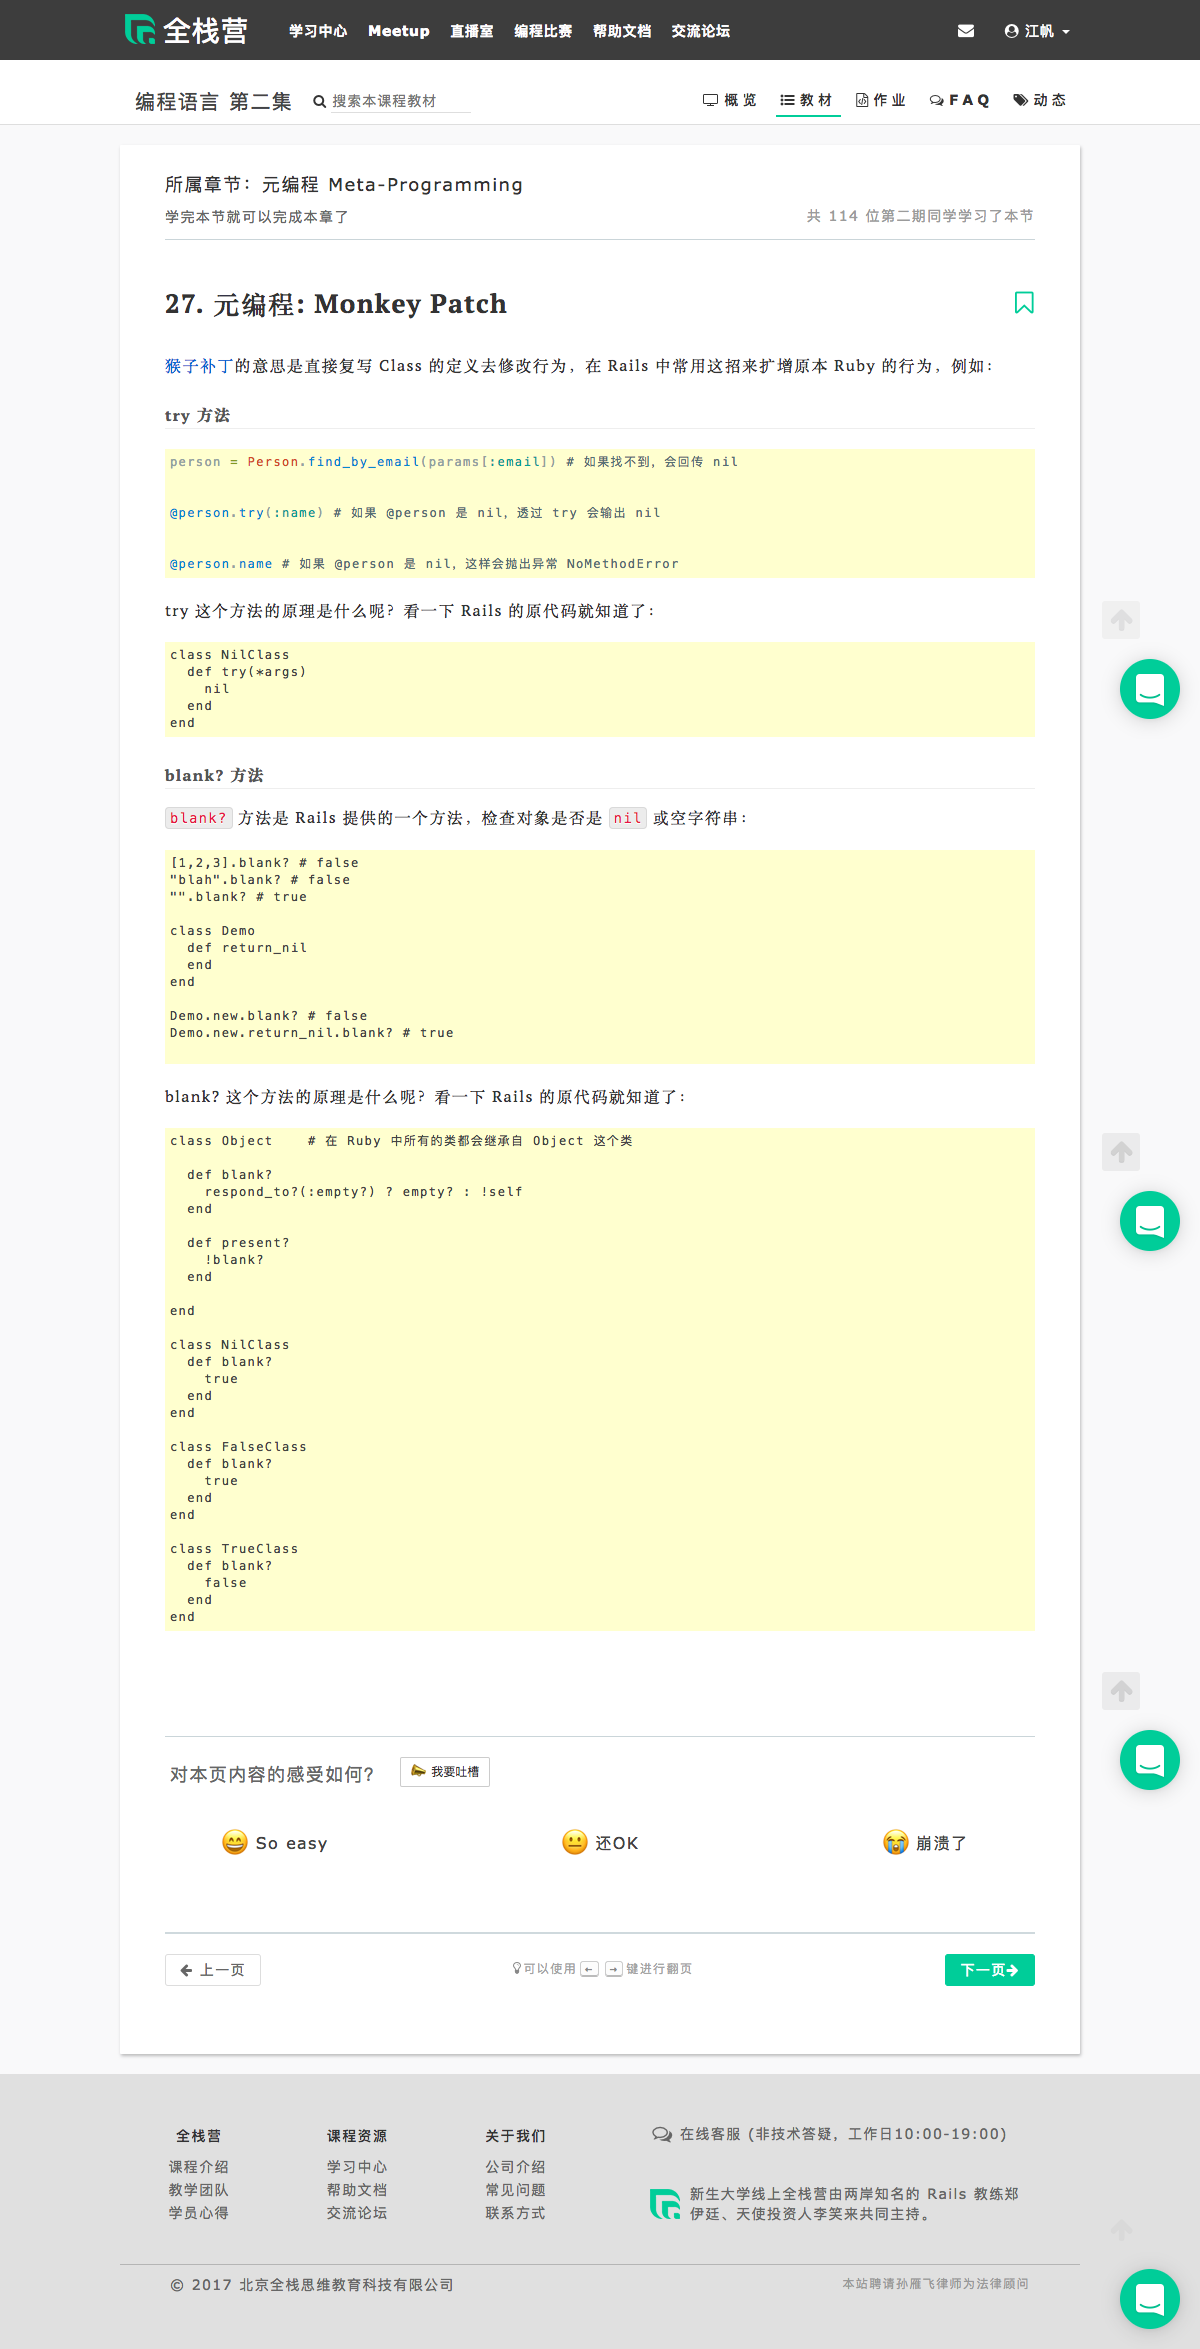 全栈营 学习中心 Meetup 直播室 编程比赛 帮助文档 交流论坛 江帆
编程语言 第二集 搜索本课程教材 概览 教材 作业 FAQ 动态
所属章节：元编程 Meta-Programming
学完本节就可以完成本章了 共 114 位第二期同学学习了本节
27. 元编程: Monkey Patch
猴子补丁的意思是直接复写 Class 的定义去修改行为，在 Rails 中常用这招来扩增原本 Ruby 的行为，例如：
try 方法
person = Person.find_by_email(params[:email]) # 如果找不到，会回传 nil
@person.try(:name) # 如果 @person 是 nil，透过 try 会输出 nil
@person.name # 如果 @person 是 nil，这样会抛出异常 NoMethodError
try 这个方法的原理是什么呢？看一下 Rails 的原代码就知道了：
class NilClass
  def try(*args)
    nil
  end
end
blank? 方法
blank? 方法是 Rails 提供的一个方法，检查对象是否是 nil 或空字符串：
[1,2,3].blank? # false
"blah".blank? # false
"".blank? # true
class Demo
  def return_nil
  end
end
Demo.new.blank? # false
Demo.new.return_nil.blank? # true
blank? 这个方法的原理是什么呢？看一下 Rails 的原代码就知道了：
class Object    # 在 Ruby 中所有的类都会继承自 Object 这个类
  def blank?
    respond_to?(:empty?) ? empty? : !self
  end
  def present?
    !blank?
  end
end
class NilClass
  def blank?
    true
  end
end
class FalseClass
  def blank?
    true
  end
end
class TrueClass
  def blank?
    false
  end
end
对本页内容的感受如何？ 我要吐槽
So easy 还OK 崩溃了
← 上一页 可以使用 ← → 键进行翻页 下一页→
全栈营 课程资源 关于我们 在线客服 (非技术答疑，工作日10:00-19:00)
课程介绍 学习中心 公司介绍
教学团队 帮助文档 常见问题 新生大学线上全栈营由两岸知名的 Rails 教练郑
学员心得 交流论坛 联系方式 伊廷、天使投资人李笑来共同主持。
© 2017 北京全栈思维教育科技有限公司 本站聘请孙雁飞律师为法律顾问